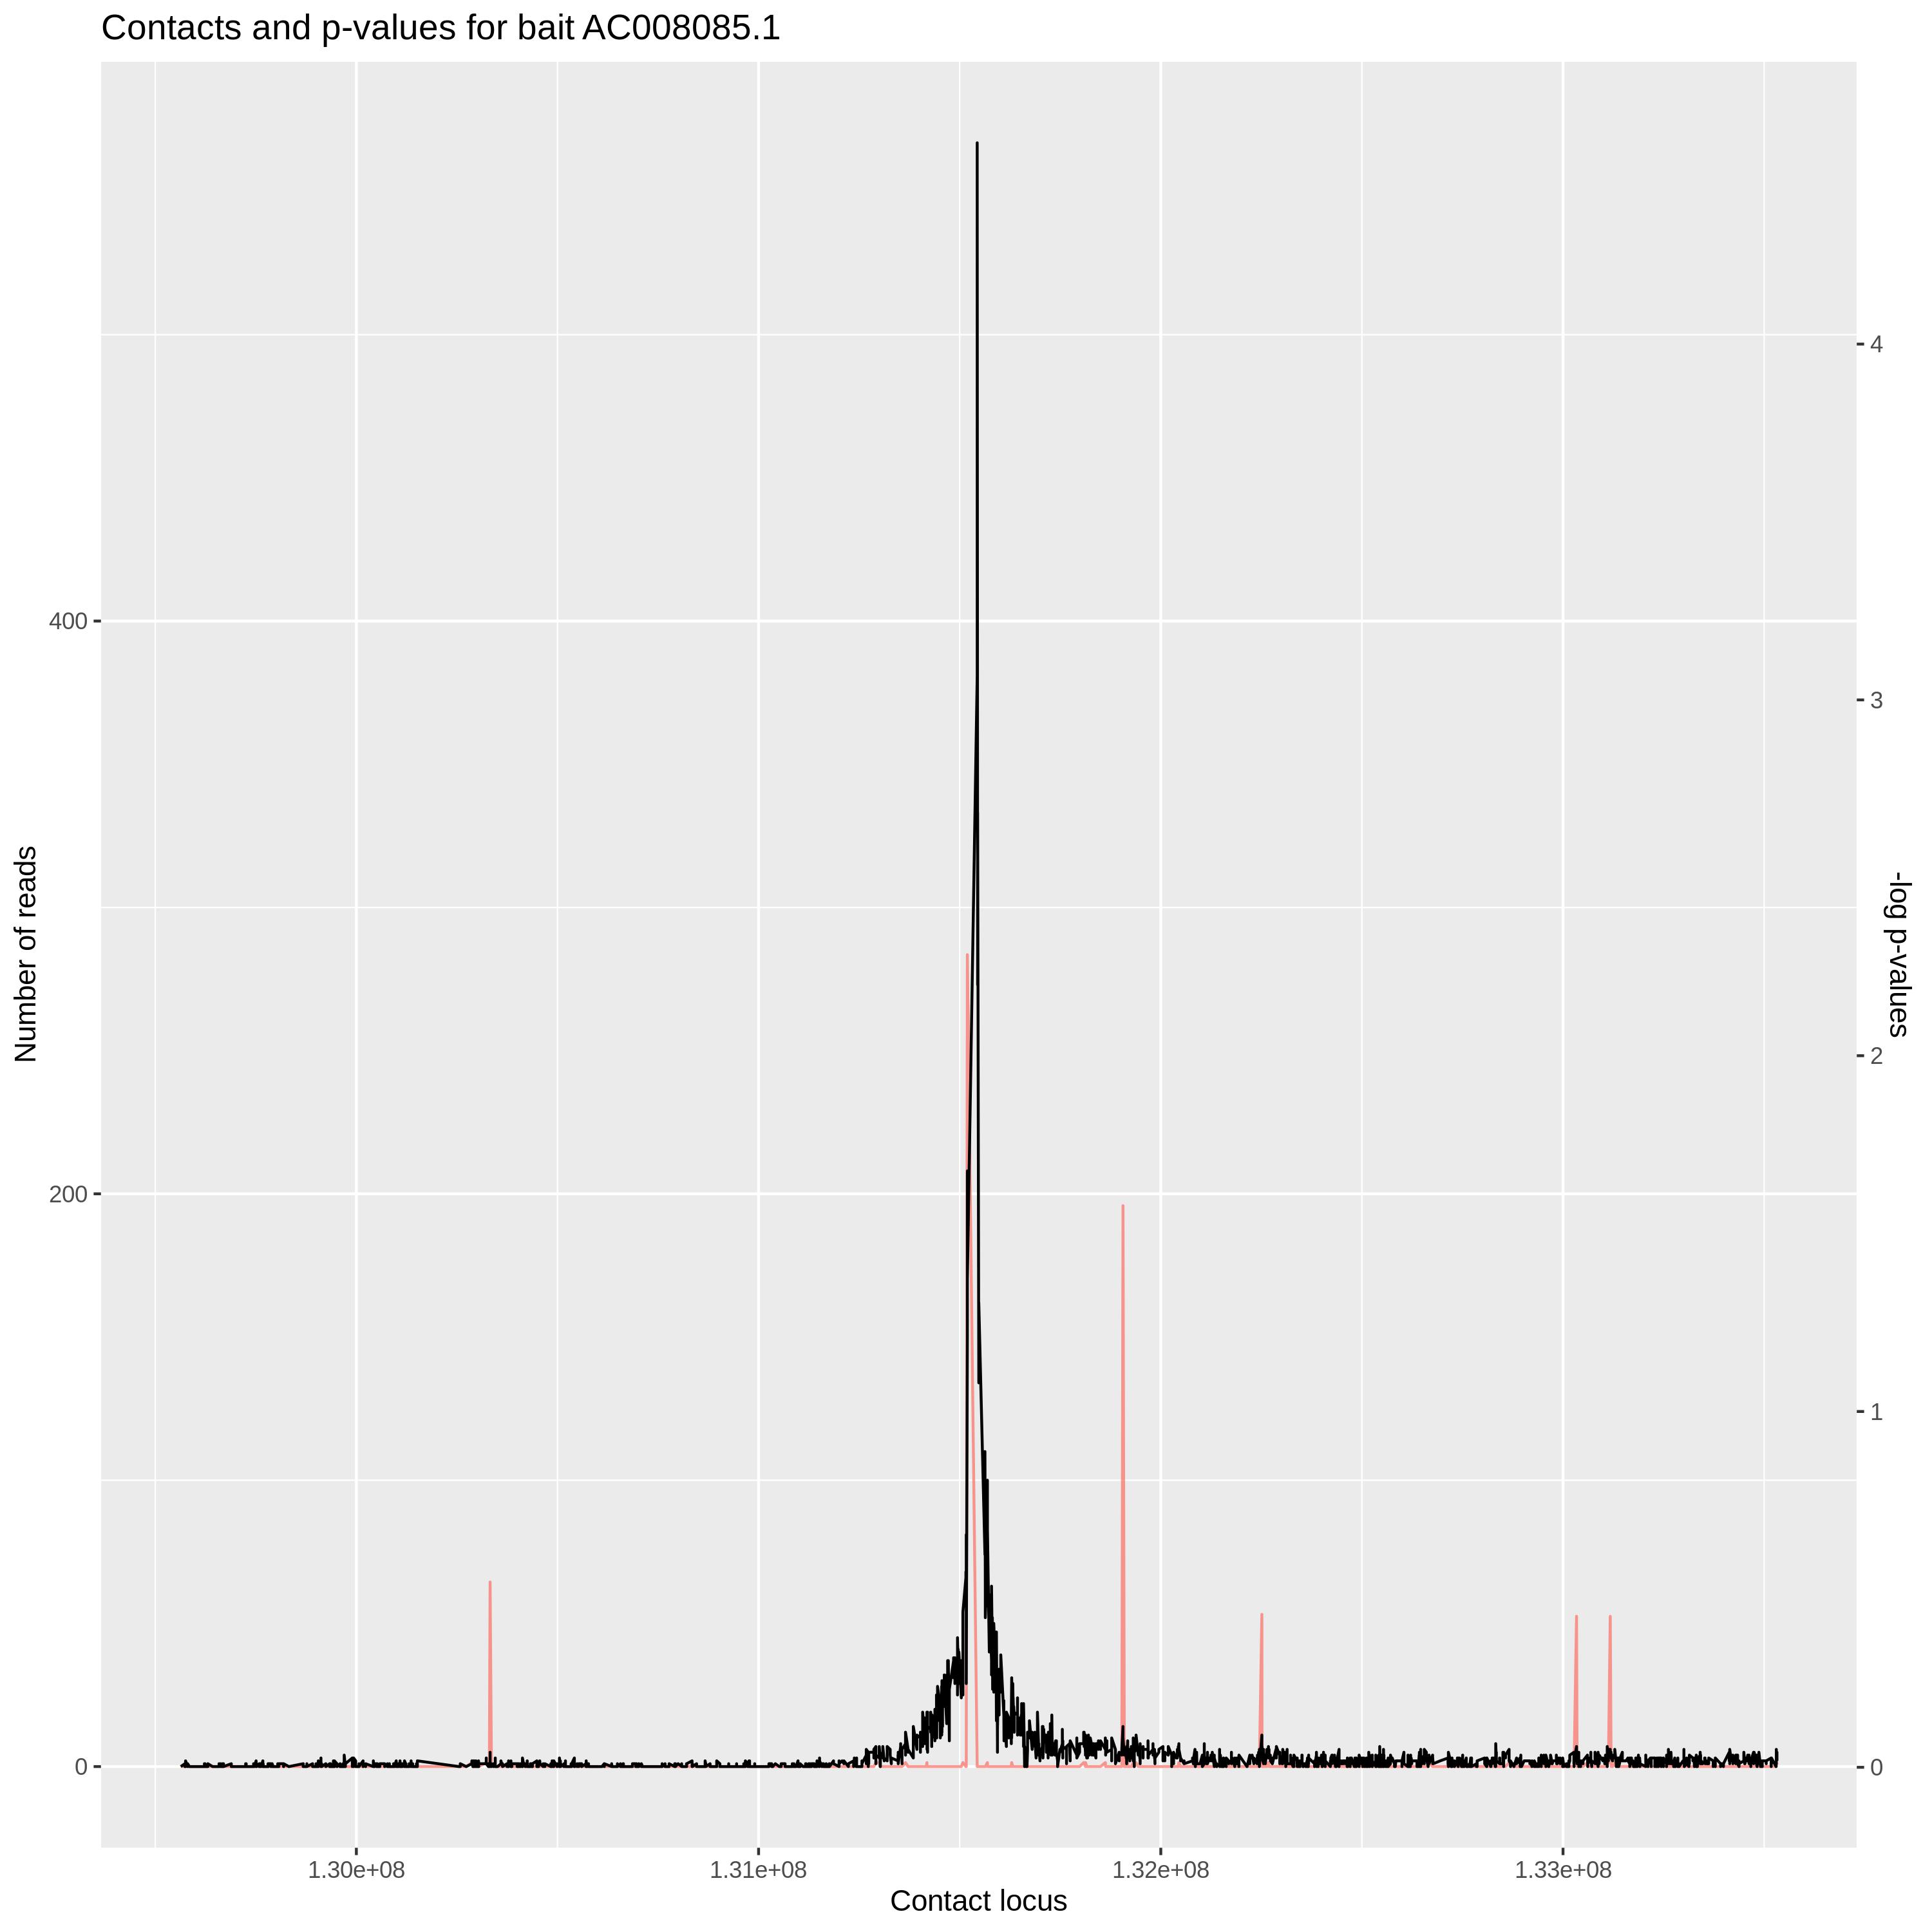 Contacts and p-values for bait AC008085.1
Number of reads
400
200
0
4
3
2
1
0
-log p-values
1.30e+08
1.31e+08
1.32e+08
1.33e+08
Contact locus